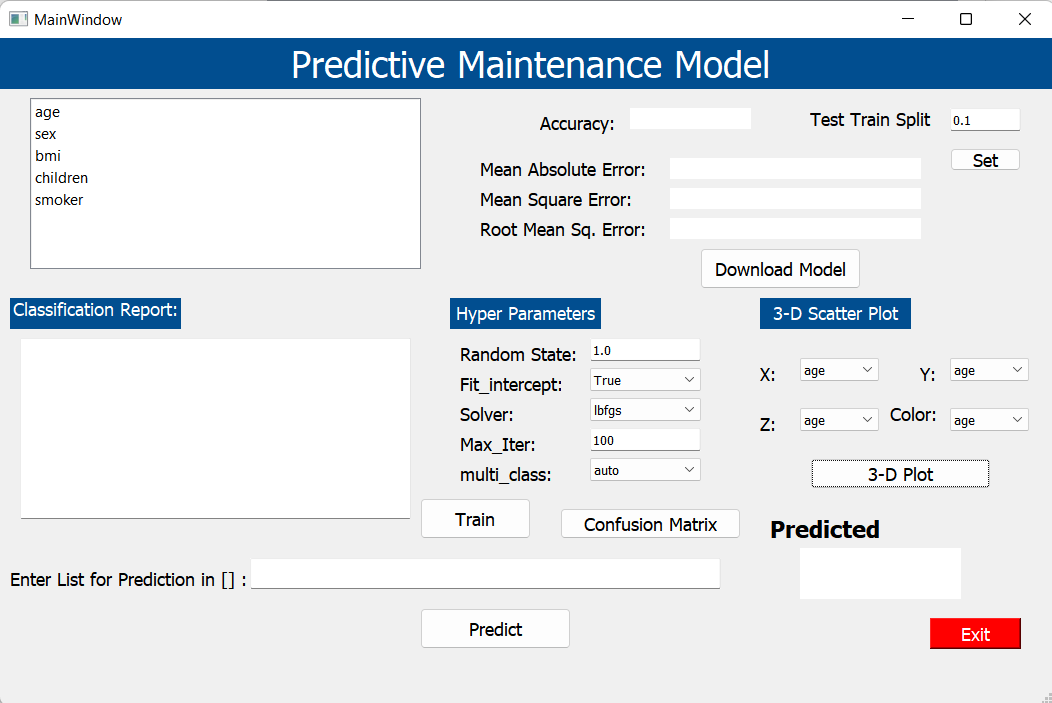 MainWindow
Predictive Maintenance Model
age
sex
bmi
children
smoker
Accuracy:
Test Train Split 0.1
Set
Mean Absolute Error:
Mean Square Error:
Root Mean Sq. Error:
Download Model
Classification Report:
Hyper Parameters
Random State: 1.0
Fit_intercept: True
Solver: lbfgs
Max_Iter: 100
multi_class: auto
3-D Scatter Plot
X: age Y: age
Z: age Color: age
3-D Plot
Train
Confusion Matrix
Predicted
Enter List for Prediction in [] :
Predict
Exit